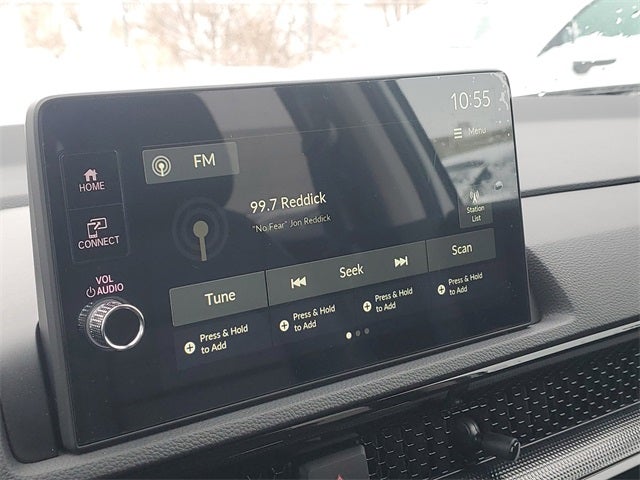 10:55
Menu
FM
HOME
99.7 Reddick
"No Fear" Jon Reddick
Station
List
CONNECT
VOL
AUDIO
Tune
Seek
Scan
Press & Hold
to Add
Press & Hold
to Add
Press & Hold
to Add
Press & Hold
to Add